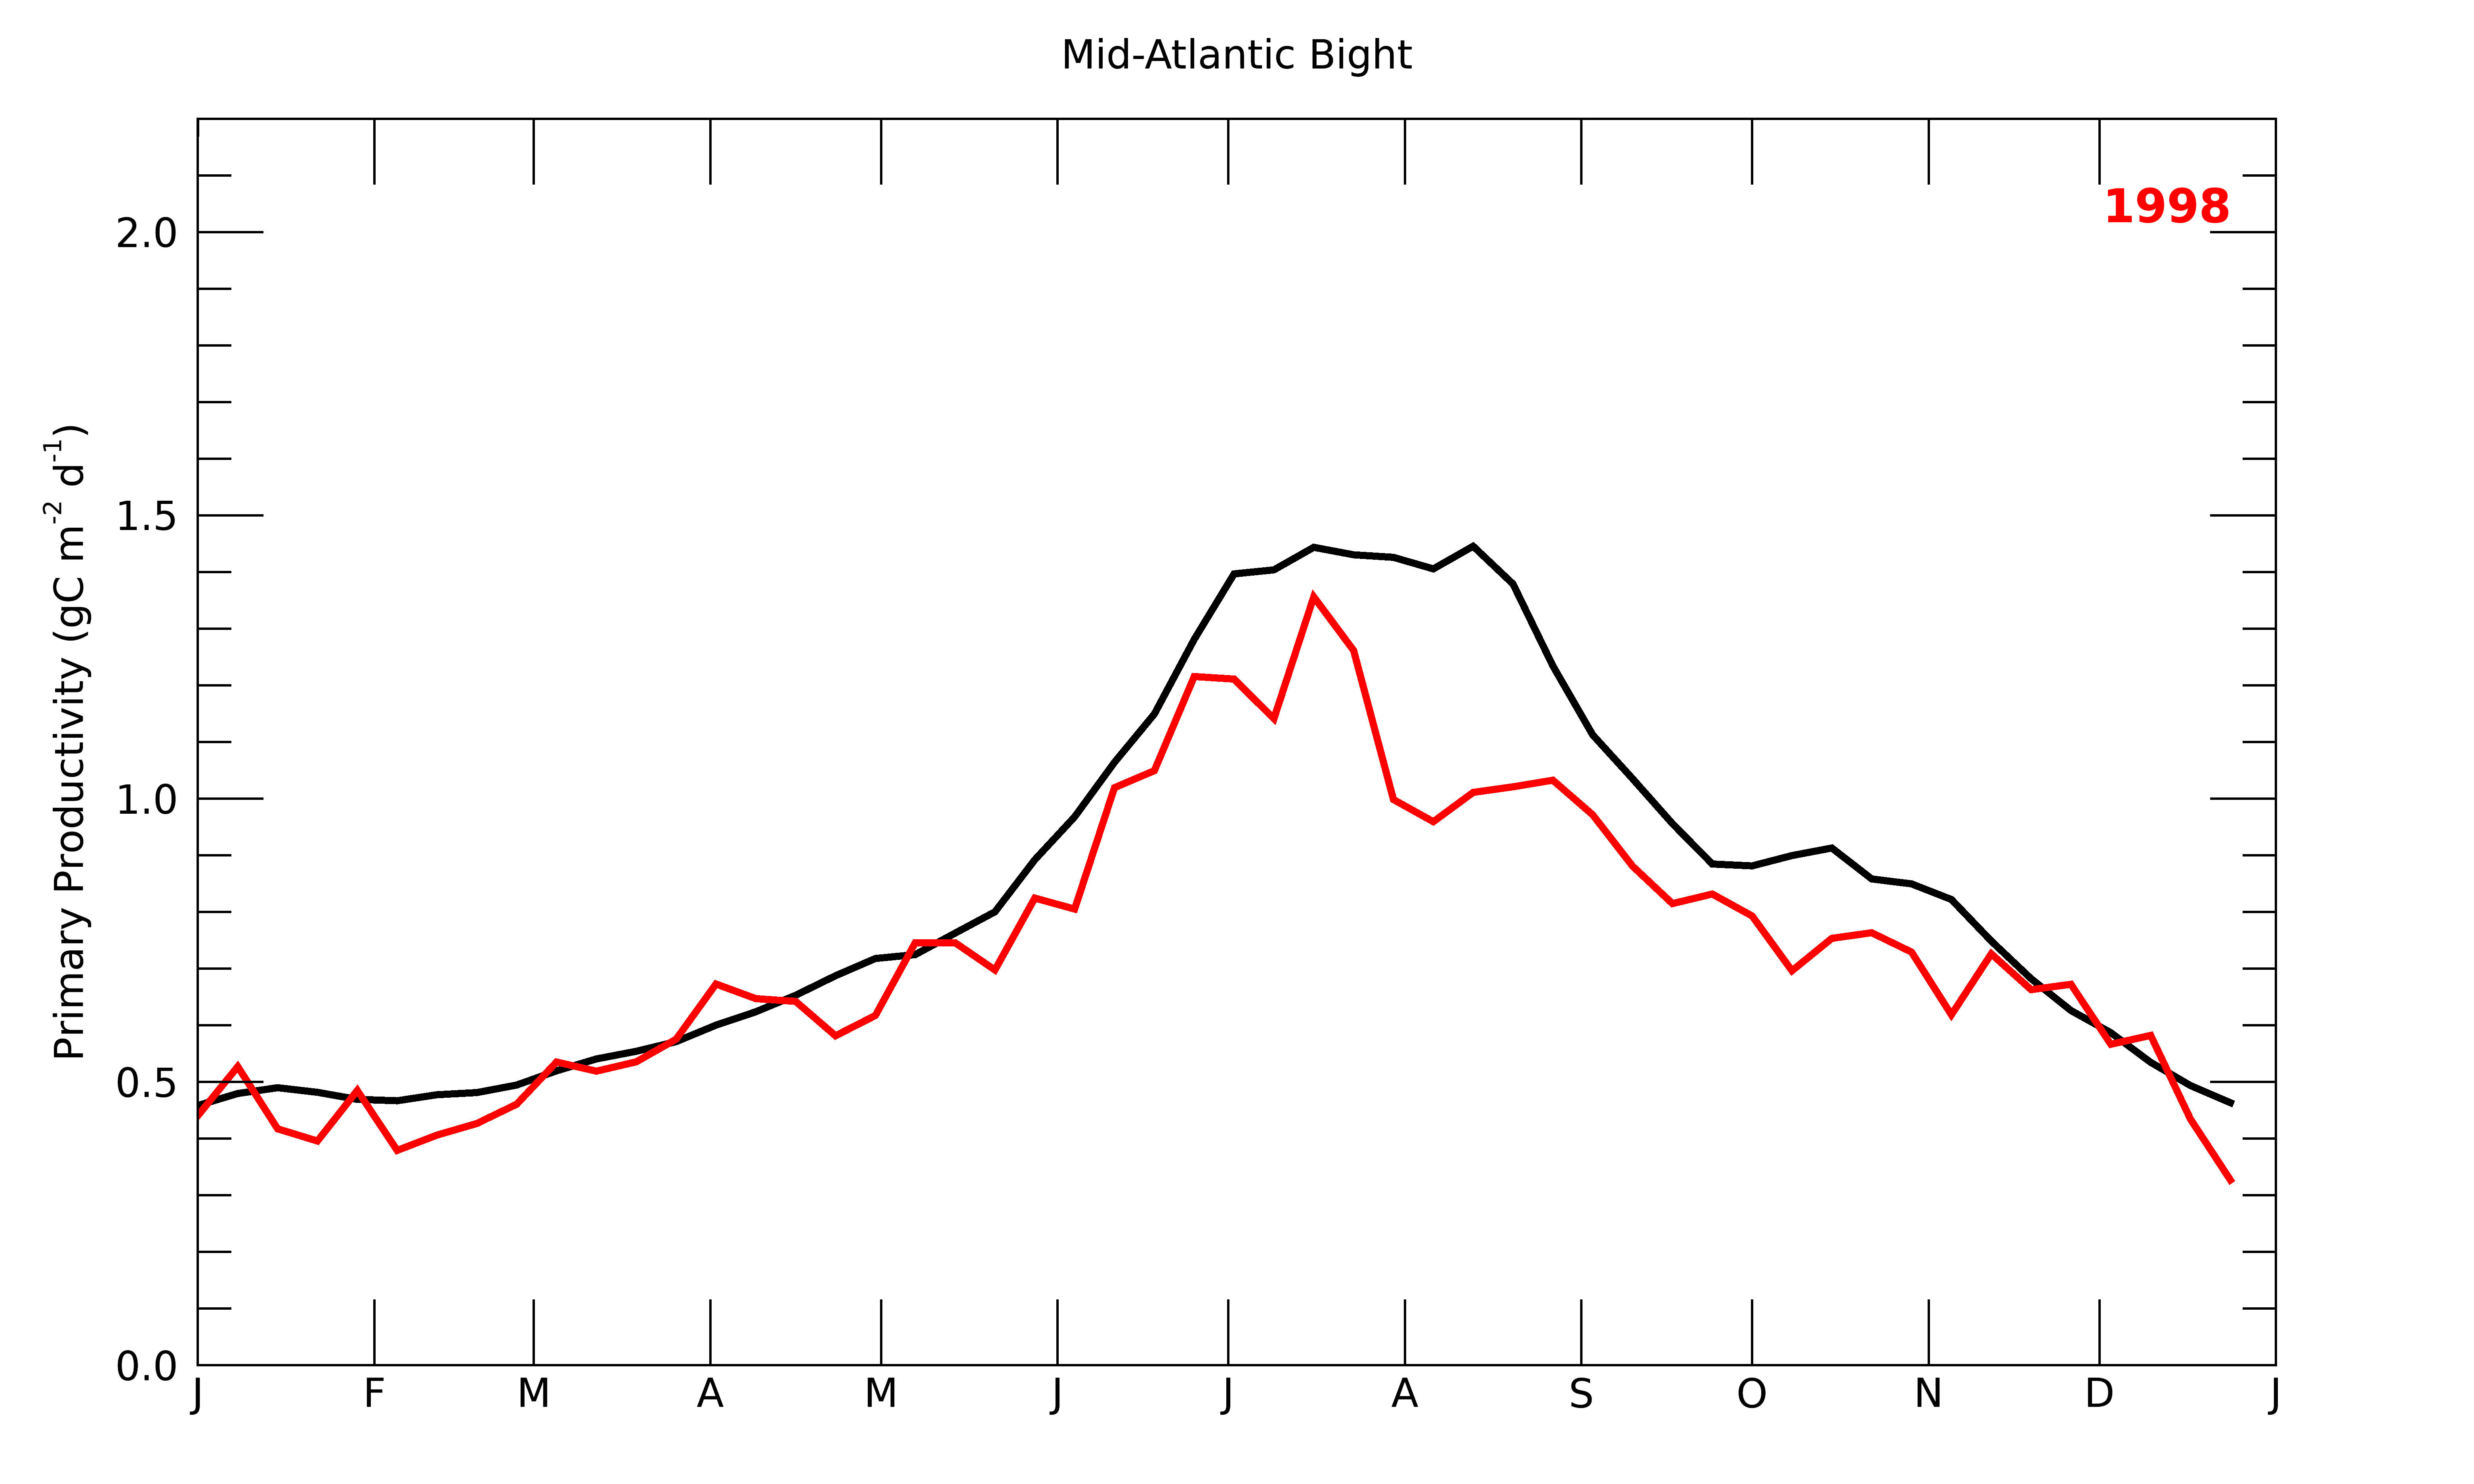 Mid-Atlantic Bight
1998
Primary Productivity (gC m⁻² d⁻¹)
2.0
1.5
1.0
0.5
0.0
J F M A M J J A S O N D J